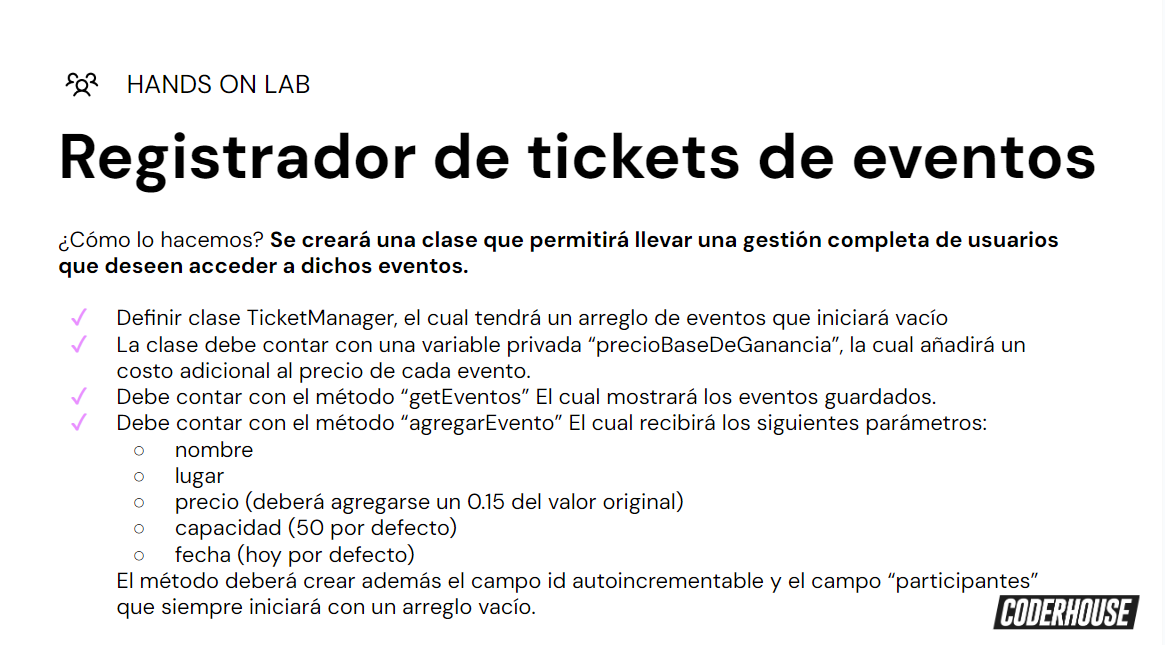 HANDS ON LAB
Registrador de tickets de eventos
¿Cómo lo hacemos? Se creará una clase que permitirá llevar una gestión completa de usuarios
que deseen acceder a dichos eventos.
✓ Definir clase TicketManager, el cual tendrá un arreglo de eventos que iniciará vacío
✓ La clase debe contar con una variable privada “precioBaseDeGanancia”, la cual añadirá un
costo adicional al precio de cada evento.
✓ Debe contar con el método “getEventos” El cual mostrará los eventos guardados.
✓ Debe contar con el método “agregarEvento” El cual recibirá los siguientes parámetros:
○ nombre
○ lugar
○ precio (deberá agregarse un 0.15 del valor original)
○ capacidad (50 por defecto)
○ fecha (hoy por defecto)
El método deberá crear además el campo id autoincrementable y el campo “participantes”
que siempre iniciará con un arreglo vacío.
CODERHOUSE